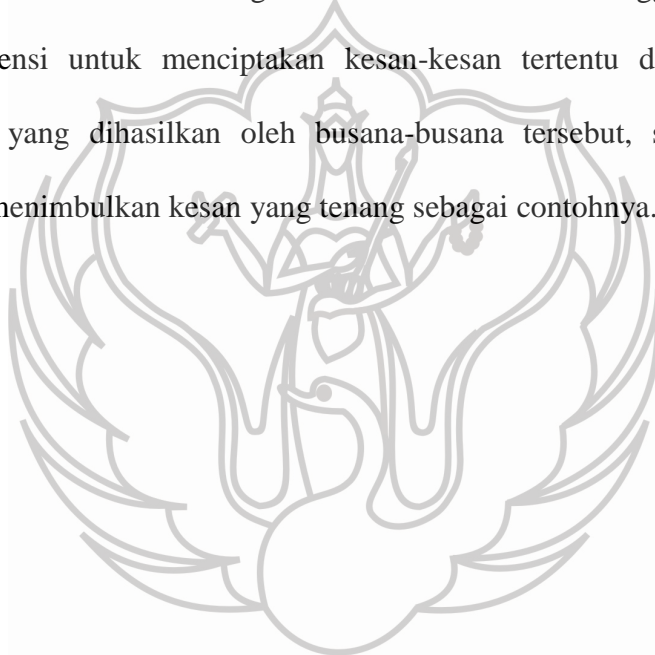 ensi untuk menciptakan kesan-kesan tertentu d
yang dihasilkan oleh busana-busana tersebut, s
menimbulkan kesan yang tenang sebagai contohnya.